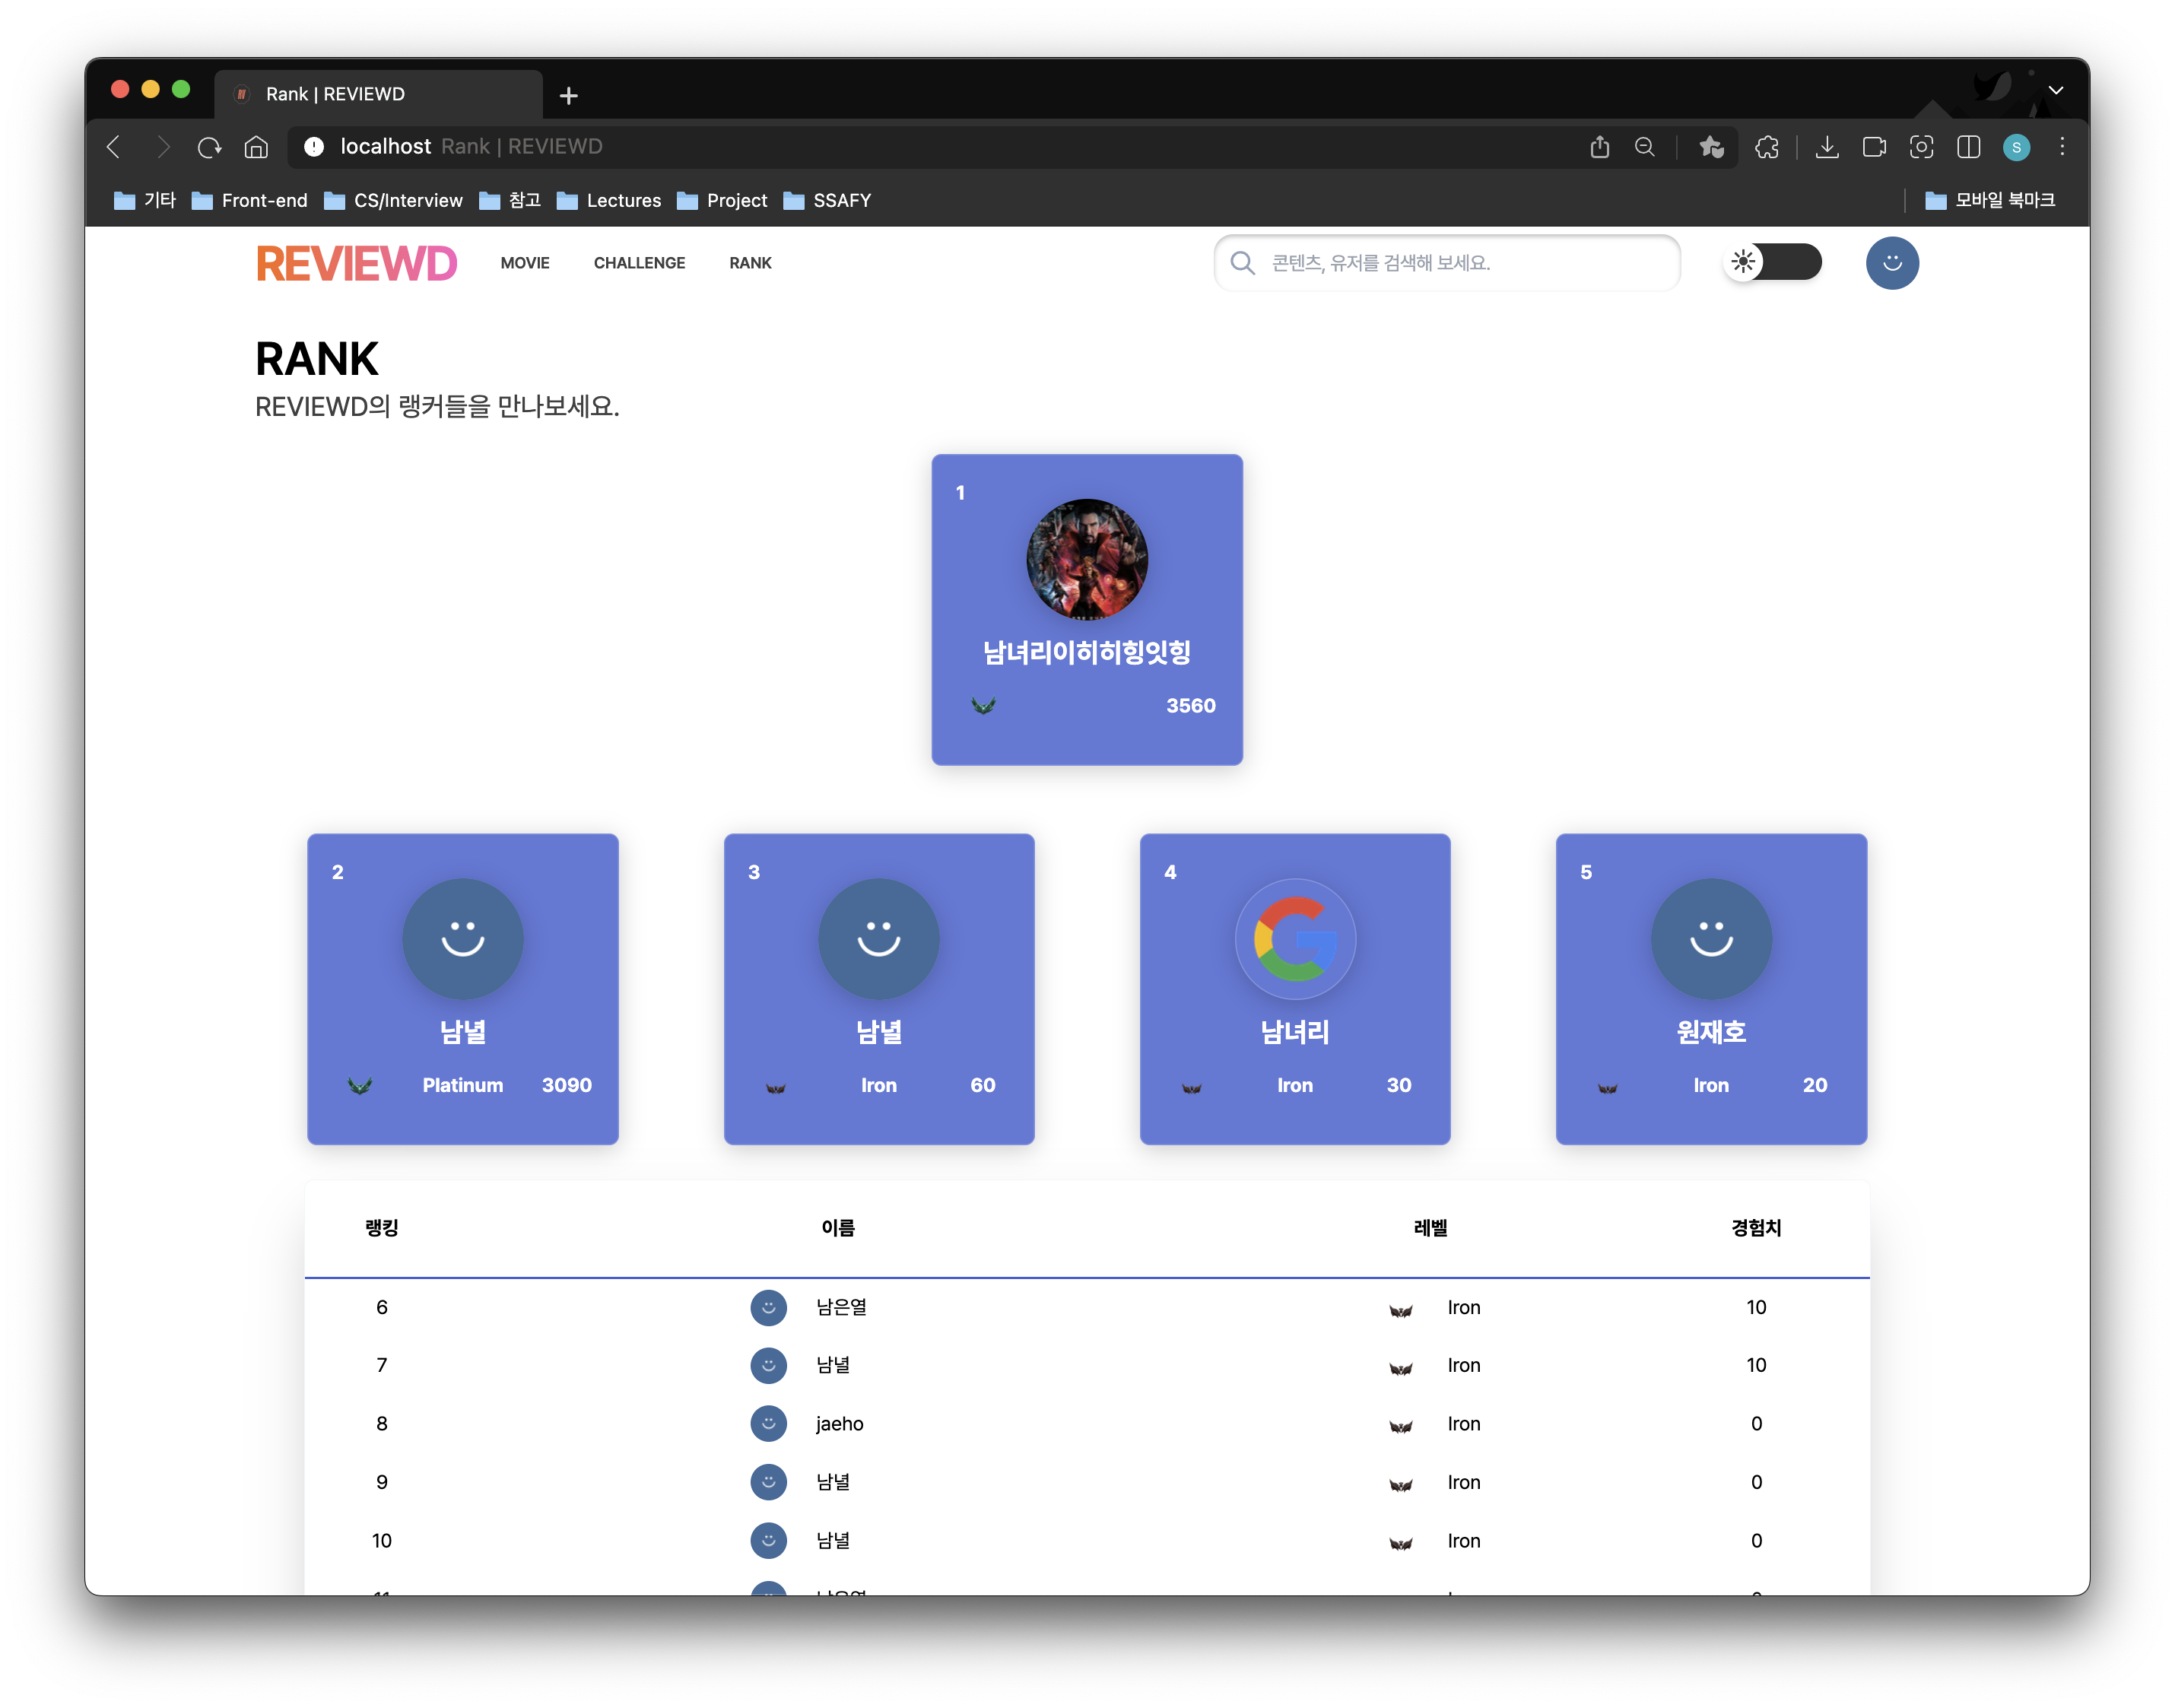 Rank | REVIEWD
localhost Rank | REVIEWD
S
기타 Front-end CS/Interview 참고 Lectures Project SSAFY 모바일 북마크
REVIEWD MOVIE CHALLENGE RANK 콘텐츠, 유저를 검색해 보세요.
RANK
REVIEWD의 랭커들을 만나보세요.
1
남녀리이히히힝잇힝
3560
2
남녈
Platinum 3090
3
남녈
Iron 60
4
남녀리
Iron 30
5
원재호
Iron 20
랭킹 이름 레벨 경험치
6 남은열 Iron 10
7 남녈 Iron 10
8 jaeho Iron 0
9 남녈 Iron 0
10 남녈 Iron 0